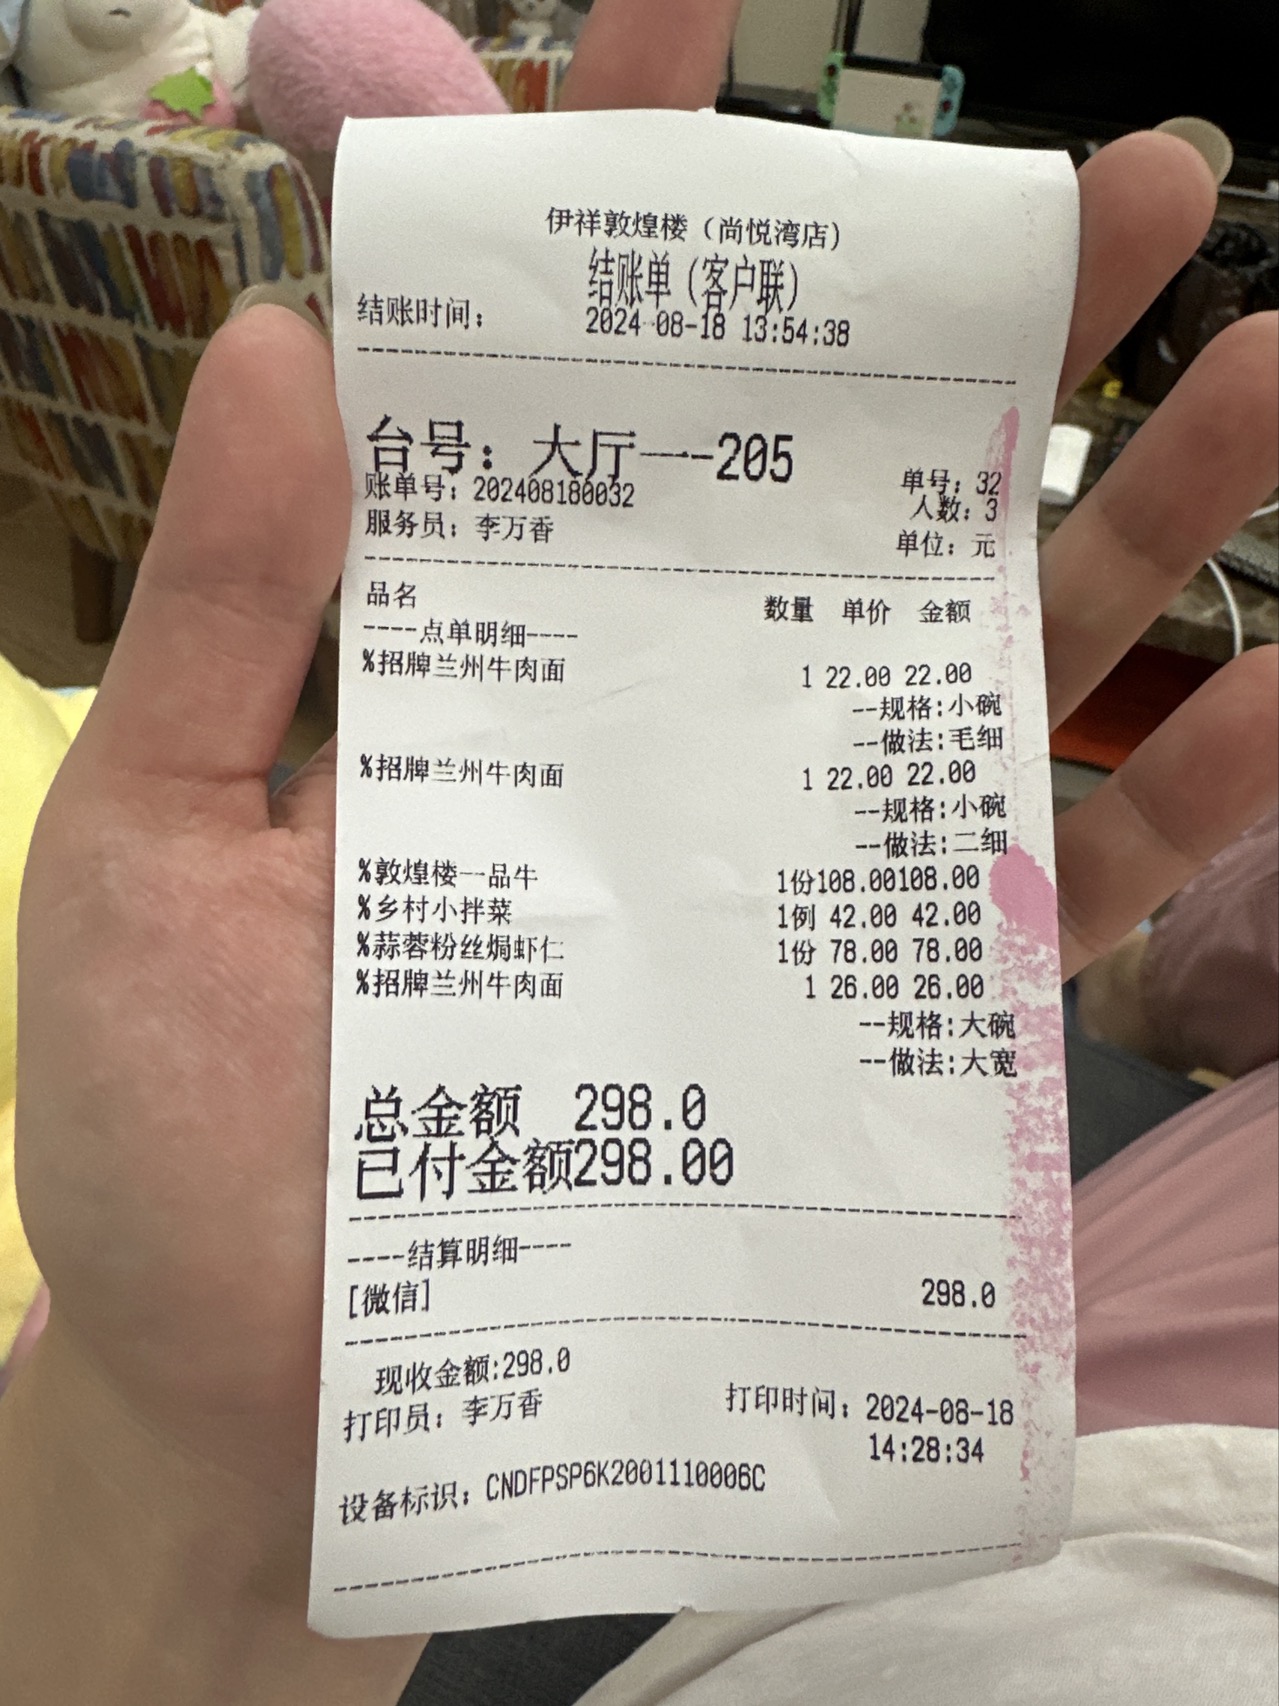 伊祥敦煌楼（尚悦湾店）
结账单（客户联）
结账时间： 2024-08-18 13:54:38
台号：大厅一--205
账单号：202408180032 单号：32
人数：3
服务员：李万香 单位：元
品名 数量 单价 金额
----点单明细----
%招牌兰州牛肉面 1 22.00 22.00
--规格:小碗
--做法:毛细
%招牌兰州牛肉面 1 22.00 22.00
--规格:小碗
--做法:二细
%敦煌楼一品牛 1份108.00108.00
%乡村小拌菜 1例 42.00 42.00
%蒜蓉粉丝焗虾仁 1份 78.00 78.00
%招牌兰州牛肉面 1 26.00 26.00
--规格:大碗
--做法:大宽
总金额 298.0
已付金额298.00
----结算明细----
[微信] 298.0
现收金额:298.0
打印员：李万香 打印时间：2024-08-18
14:28:34
设备标识：CNDFPSP6K2001110006C